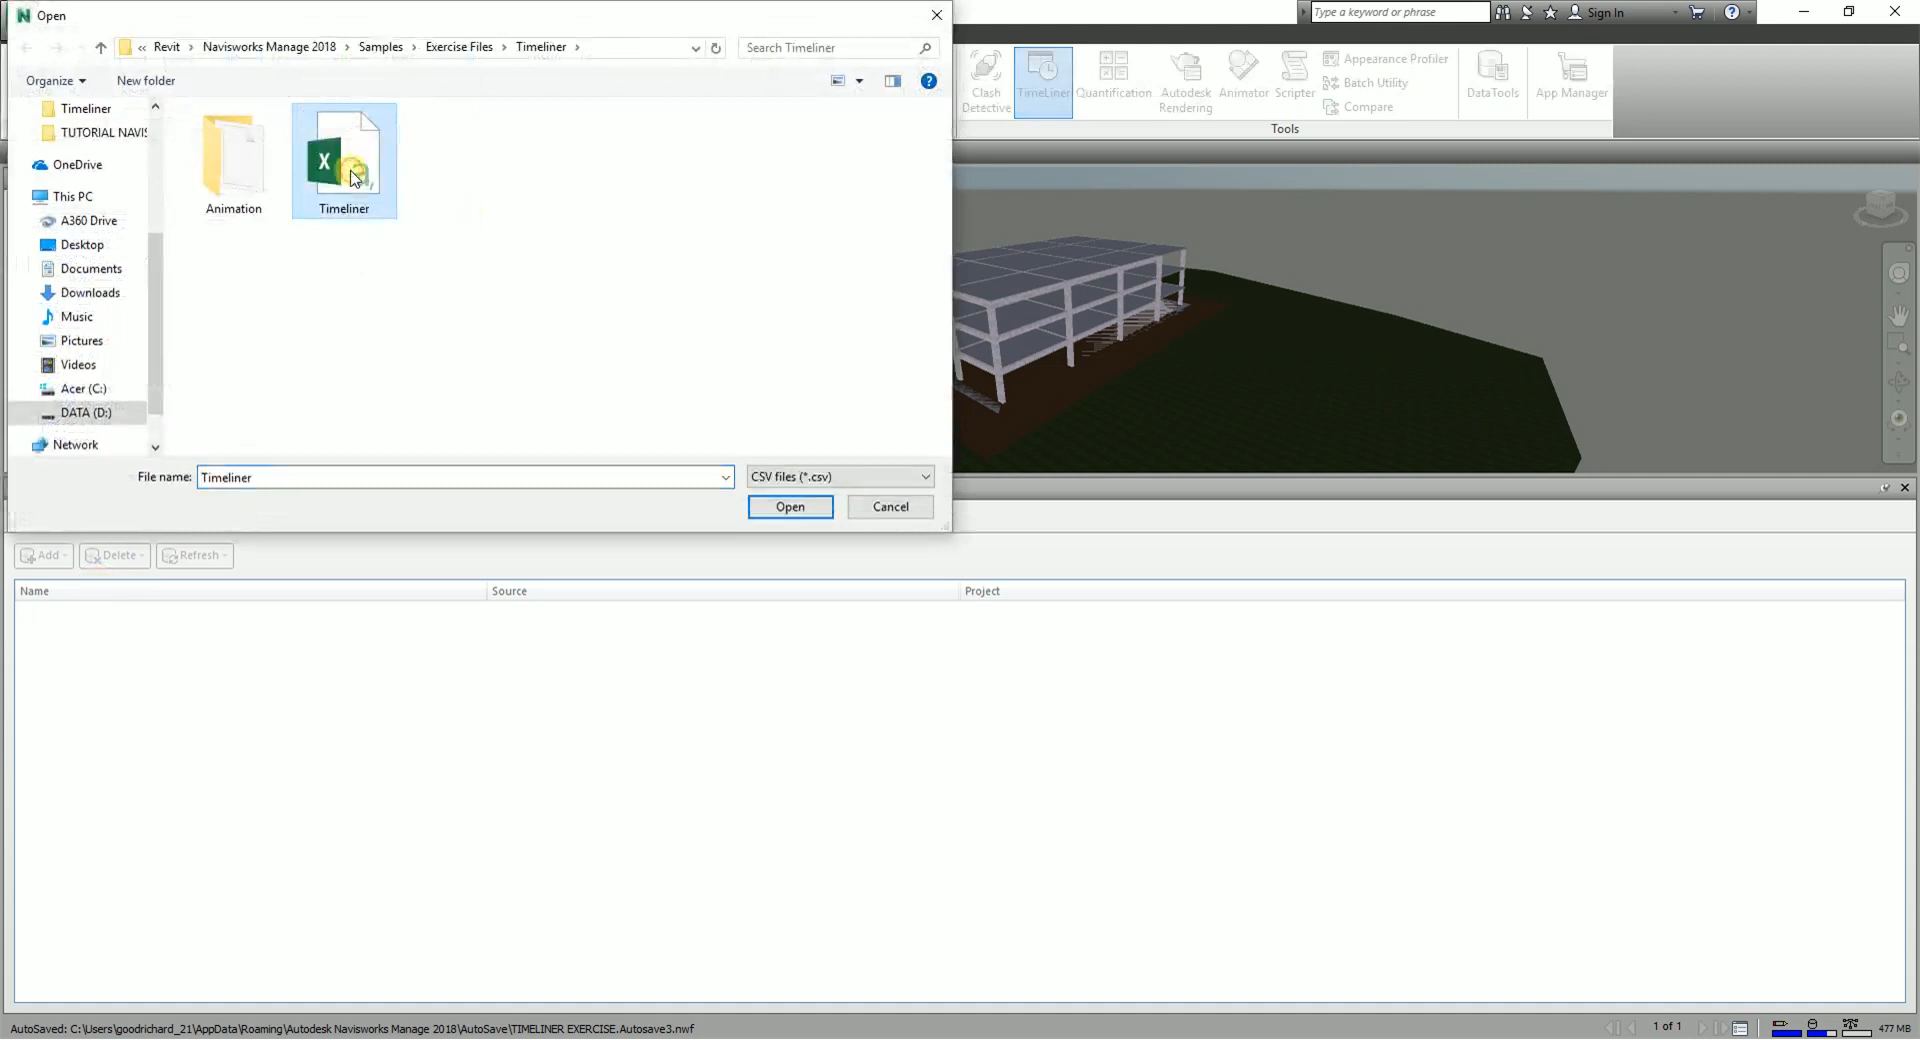 Open
Type a keyword or phrase
Sign In
« Revit › Navisworks Manage 2018 › Samples › Exercise Files › Timeliner ›
Search Timeliner
Organize
New folder
Clash Detective
TimeLiner
Quantification
Autodesk Rendering
Animator
Scripter
Appearance Profiler
Batch Utility
Compare
DataTools
App Manager
Tools
Timeliner
TUTORIAL NAVIS
OneDrive
This PC
A360 Drive
Desktop
Documents
Downloads
Music
Pictures
Videos
Acer (C:)
DATA (D:)
Network
Animation
X
Timeliner
File name: Timeliner
CSV files (*.csv)
Open
Cancel
Add
Delete
Refresh
Name
Source
Project
AutoSaved: C:\Users\goodrichard_21\AppData\Roaming\Autodesk Navisworks Manage 2018\AutoSave\TIMELINER EXERCISE.Autosave3.nwf
1 of 1
477 MB